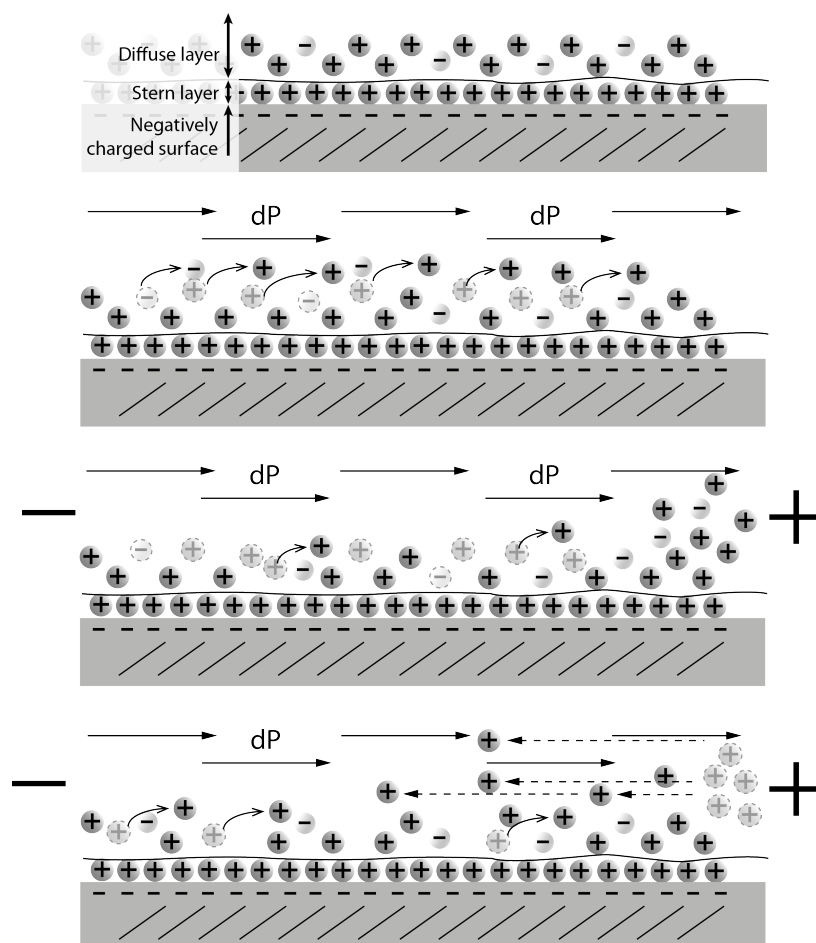 Diffuse layer
Stern layer
Negatively
charged surface
dP
dP
dP
dP
dP